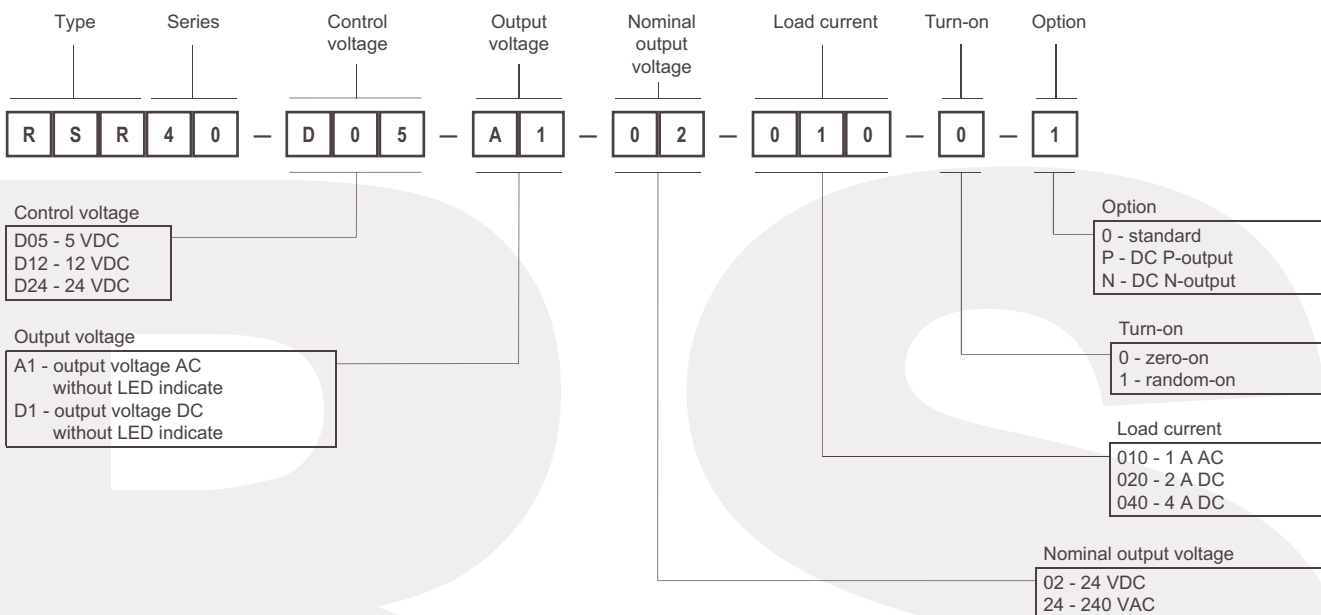 Type Series Control voltage Output voltage Nominal output voltage Load current Turn-on Option
R S R 4 0 – D 0 5 – A 1 – 0 2 – 0 1 0 – 0 – 1
Control voltage
D05 - 5 VDC
D12 - 12 VDC
D24 - 24 VDC
Output voltage
A1 - output voltage AC
without LED indicate
D1 - output voltage DC
without LED indicate
Option
0 - standard
P - DC P-output
N - DC N-output
Turn-on
0 - zero-on
1 - random-on
Load current
010 - 1 A AC
020 - 2 A DC
040 - 4 A DC
Nominal output voltage
02 - 24 VDC
24 - 240 VAC